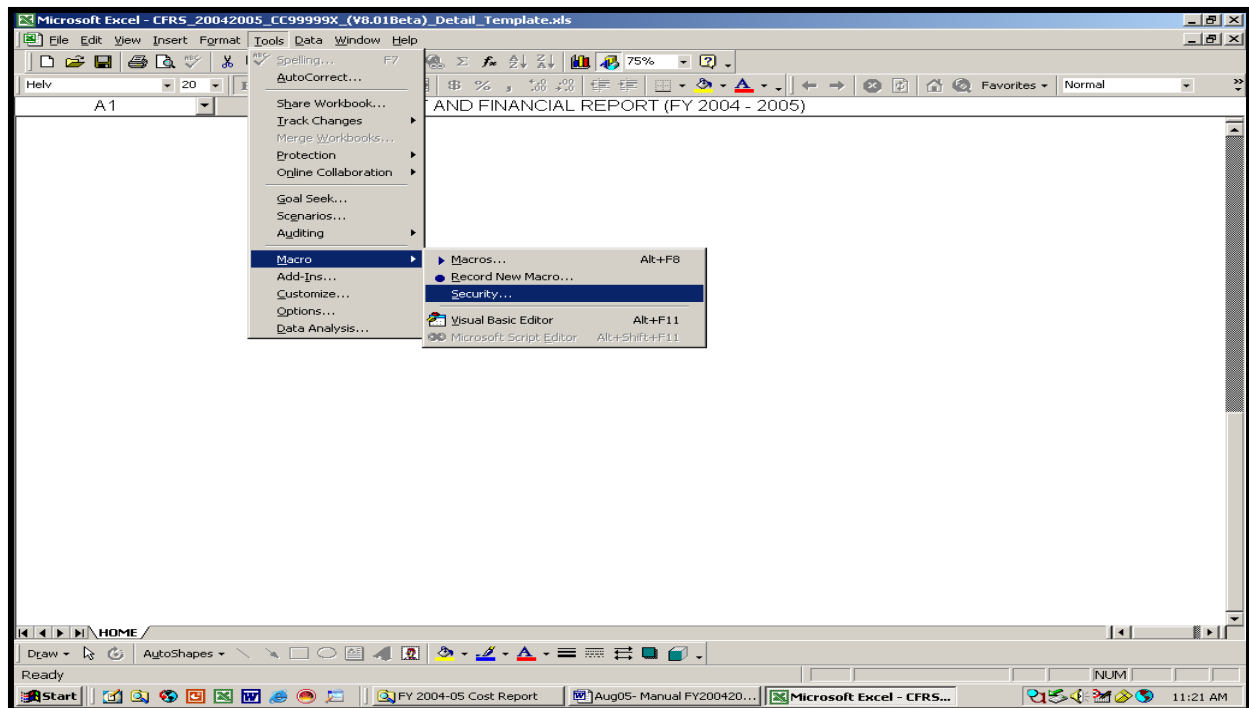 Microsoft Excel - CFRS_20042005_CC99999X_(V8.01Beta)_Detail_Template.xls
File Edit View Insert Format Tools Data Window Help
75%
Helv 20 Favorites Normal
A1 T AND FINANCIAL REPORT (FY 2004 - 2005)
Spelling... F7
AutoCorrect...
Share Workbook...
Track Changes
Merge Workbooks...
Protection
Online Collaboration
Goal Seek...
Scenarios...
Auditing
Macro
Add-Ins...
Customize...
Options...
Data Analysis...
Macros... Alt+F8
Record New Macro...
Security...
Visual Basic Editor Alt+F11
Microsoft Script Editor Alt+Shift+F11
HOME
Draw AutoShapes
Ready NUM
Start FY 2004-05 Cost Report Aug05- Manual FY200420... Microsoft Excel - CFRS... 11:21 AM